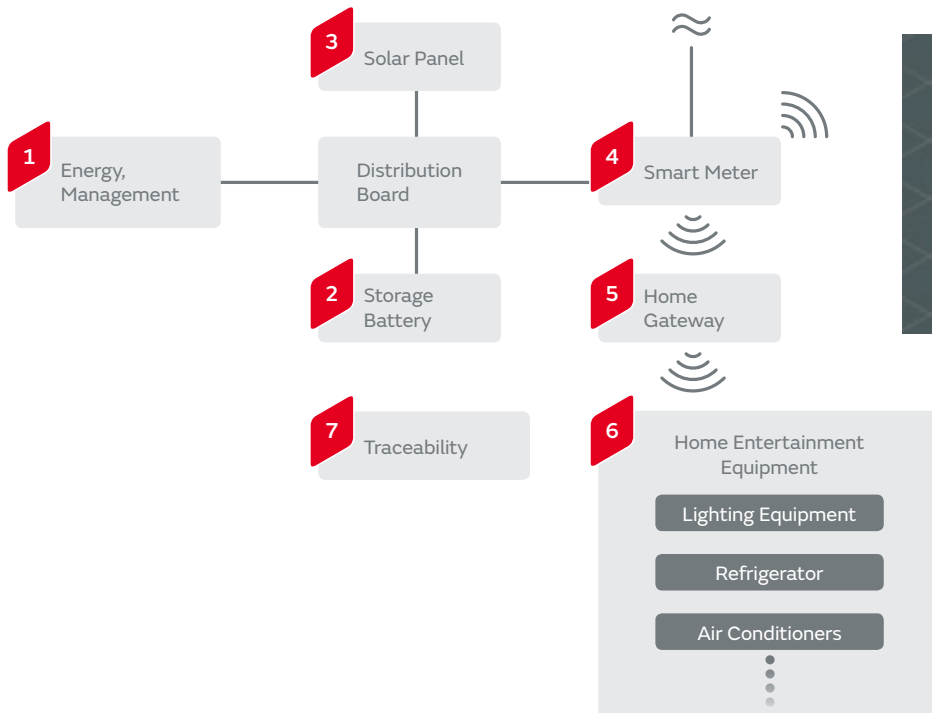 3
Solar Panel
1
Energy,
Management
Distribution
Board
4
Smart Meter
2
Storage
Battery
5
Home
Gateway
7
Traceability
6
Home Entertainment
Equipment
Lighting Equipment
Refrigerator
Air Conditioners